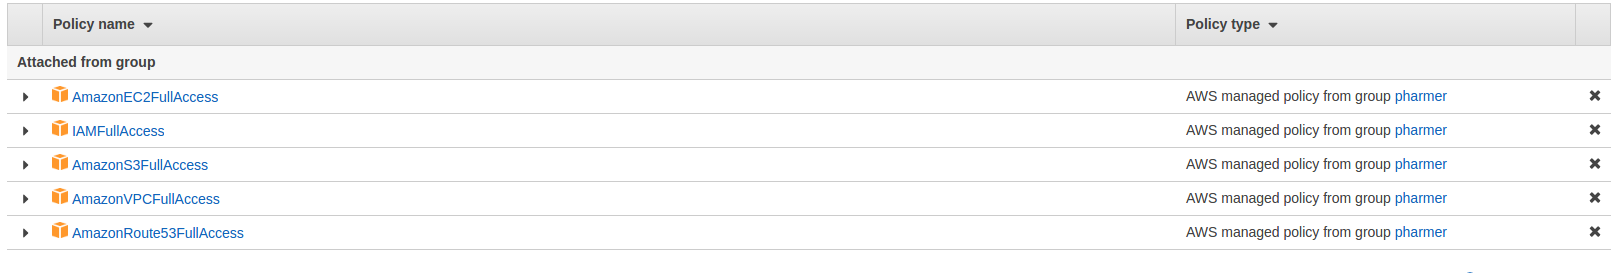 Policy name Policy type
Attached from group
AmazonEC2FullAccess AWS managed policy from group pharmer
IAMFullAccess AWS managed policy from group pharmer
AmazonS3FullAccess AWS managed policy from group pharmer
AmazonVPCFullAccess AWS managed policy from group pharmer
AmazonRoute53FullAccess AWS managed policy from group pharmer